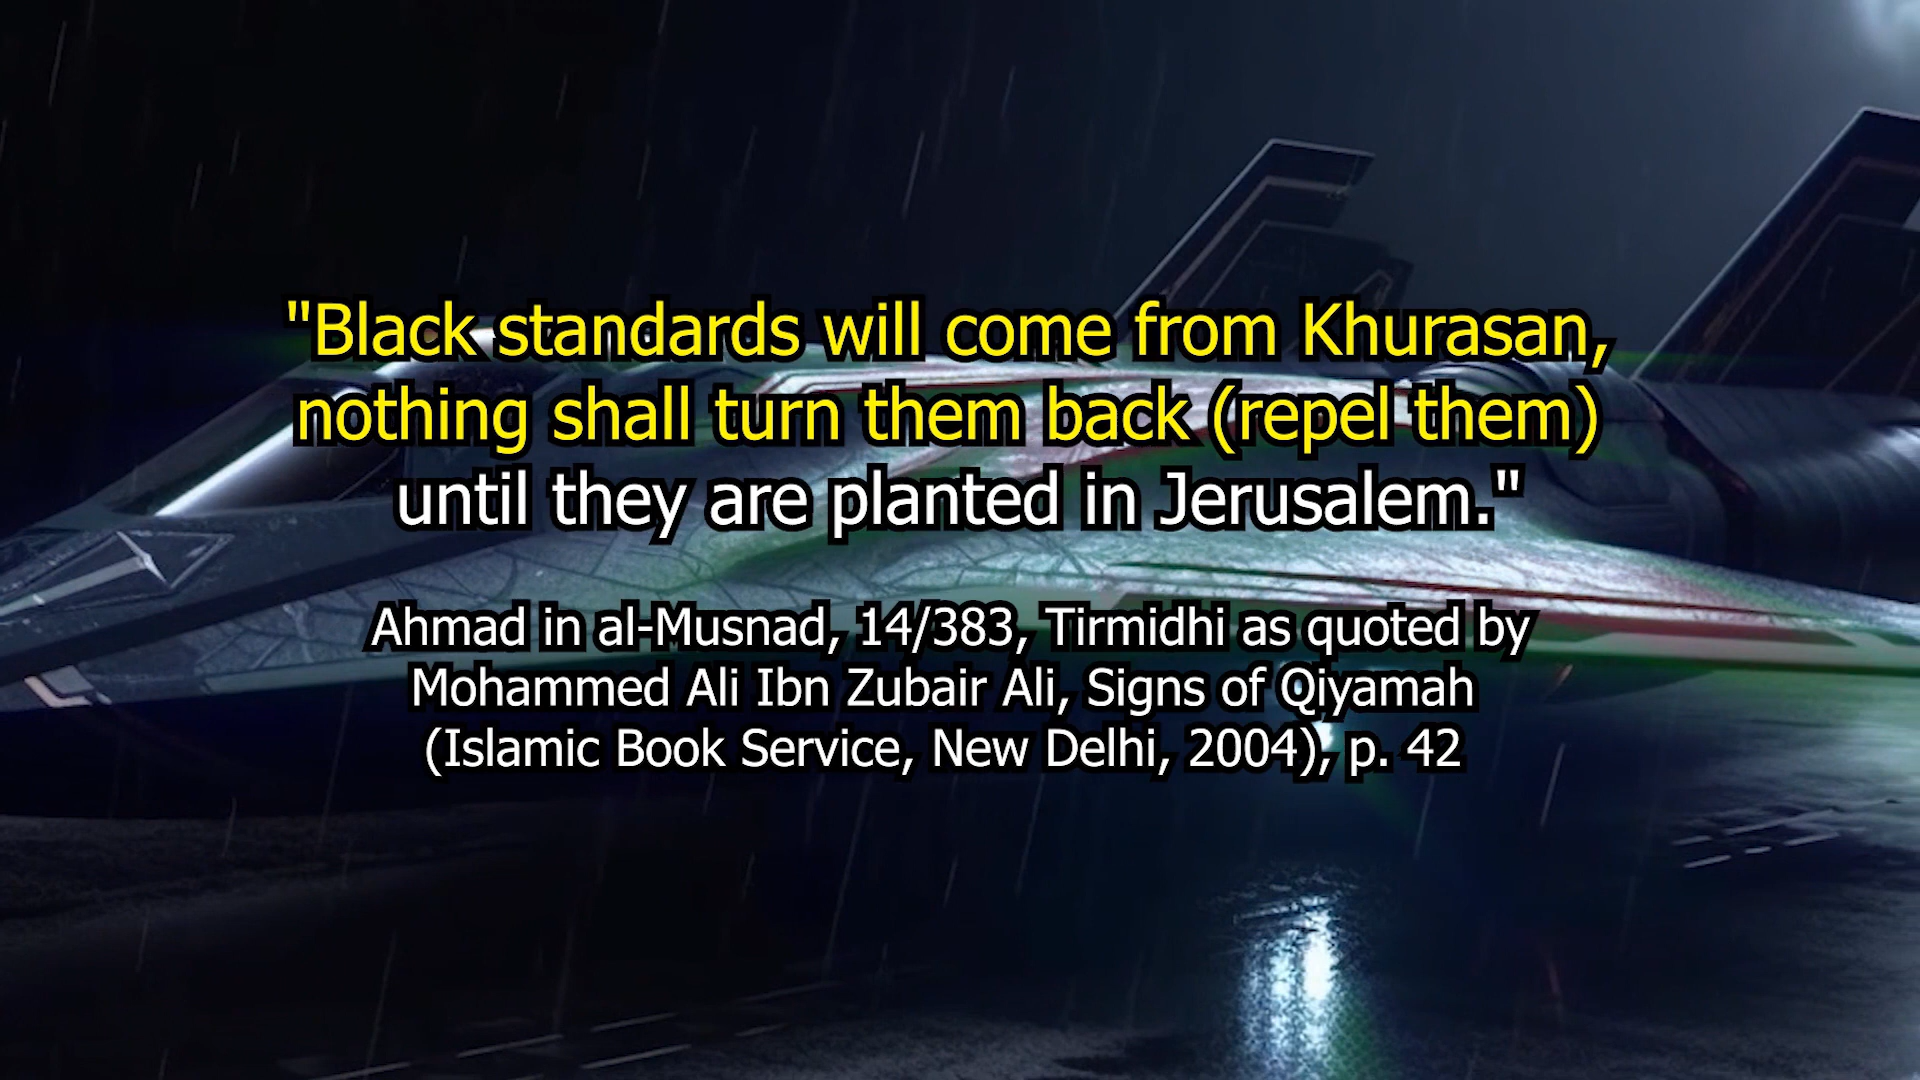 "Black standards will come from Khurasan,
nothing shall turn them back (repel them)
until they are planted in Jerusalem."
Ahmad in al-Musnad, 14/383, Tirmidhi as quoted by
Mohammed Ali Ibn Zubair Ali, Signs of Qiyamah
(Islamic Book Service, New Delhi, 2004), p. 42